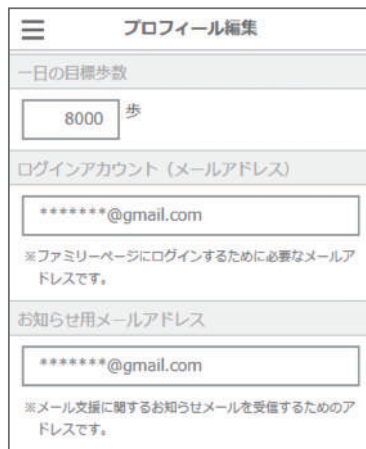 プロフィール編集
一日の目標歩数
8000 歩
ログインアカウント（メールアドレス）
*******@gmail.com
※ファミリーページにログインするために必要なメールア
ドレスです。
お知らせ用メールアドレス
*******@gmail.com
※メール支援に関するお知らせメールを受信するためのア
ドレスです。